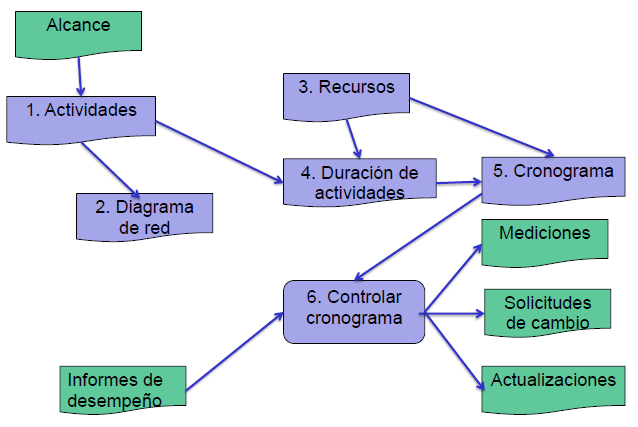 Alcance
1. Actividades
3. Recursos
2. Diagrama
de red
4. Duración de
actividades
5. Cronograma
Mediciones
6. Controlar
cronograma
Solicitudes
de cambio
Informes de
desempeño
Actualizaciones